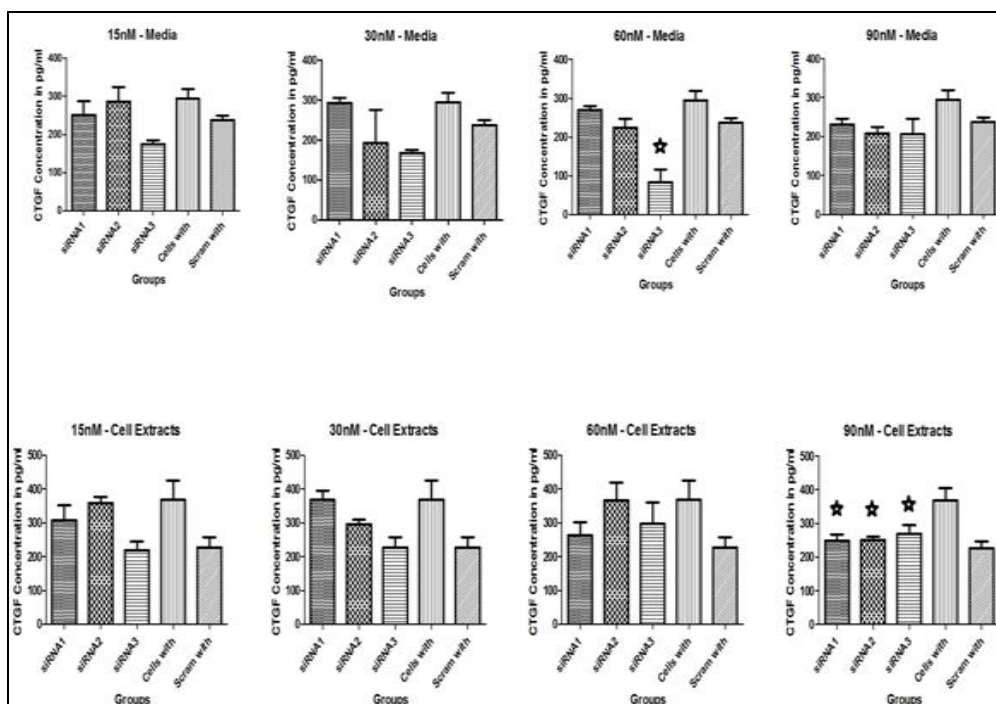 15nM - Media
CTGF Concentration in pg/ml
400
300
200
100
0
siRNA1
siRNA2
siRNA3
Cells with
Scram with
Groups
30nM - Media
CTGF Concentration in pg/ml
400
300
200
100
0
siRNA1
siRNA2
siRNA3
Cells with
Scram with
Groups
60nM - Media
CTGF Concentration in pg/ml
400
300
200
100
0
siRNA1
siRNA2
siRNA3
Cells with
Scram with
Groups
90nM - Media
CTGF Concentration in pg/ml
400
300
200
100
0
siRNA1
siRNA2
siRNA3
Cells with
Scram with
Groups
15nM - Cell Extracts
CTGF Concentration in pg/ml
500
400
300
200
100
0
siRNA1
siRNA2
siRNA3
Cells with
Scram with
Groups
30nM - Cell Extracts
CTGF Concentration in pg/ml
500
400
300
200
100
0
siRNA1
siRNA2
siRNA3
Cells with
Scram with
Groups
60nM - Cell Extracts
CTGF Concentration in pg/ml
500
400
300
200
100
0
siRNA1
siRNA2
siRNA3
Cells with
Scram with
Groups
90nM - Cell Extracts
CTGF Concentration in pg/ml
500
400
300
200
100
0
siRNA1
siRNA2
siRNA3
Cells with
Scram with
Groups